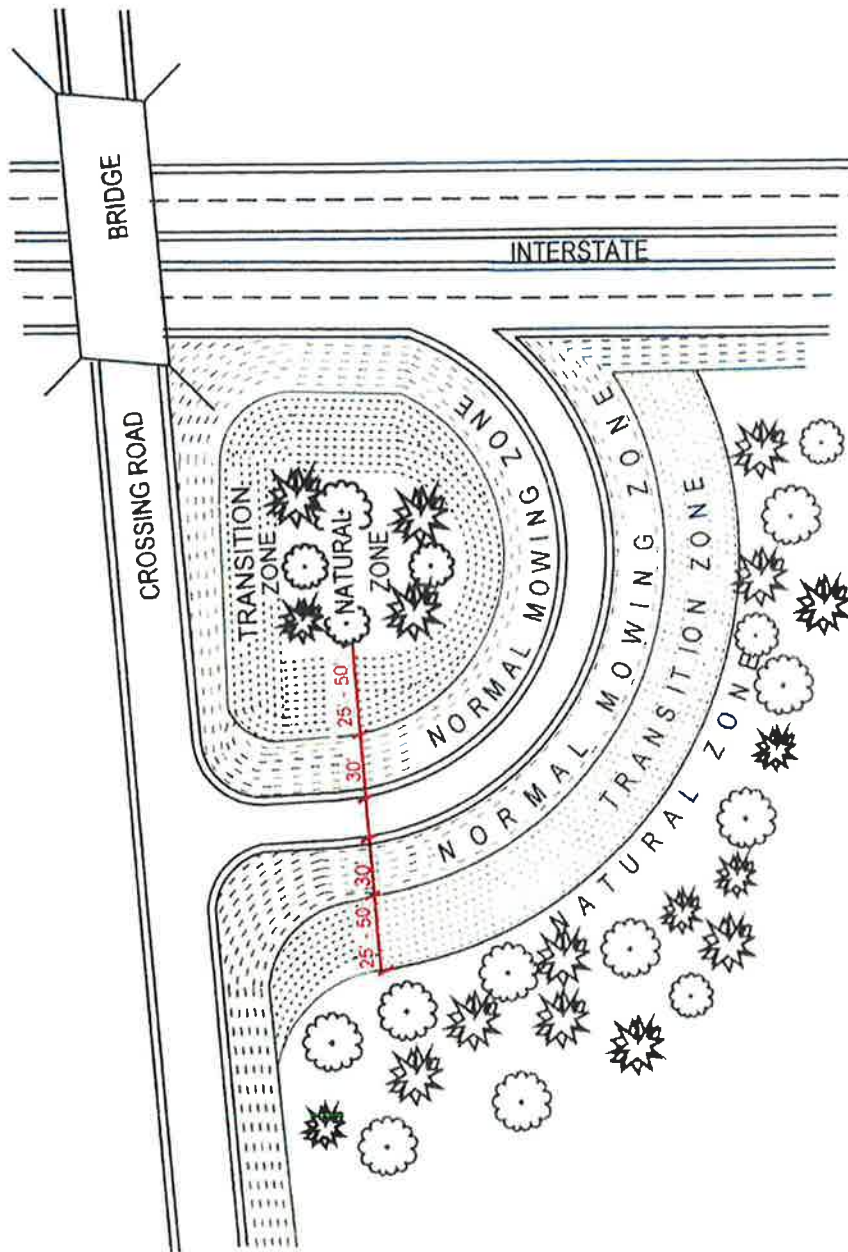 BRIDGE
INTERSTATE
CROSSING ROAD
TRANSITION
ZONE
NATURAL
ZONE
NORMAL MOWING ZONE
25 50'
30'
NORMAL MOWING ZONE
TRANSITION ZONE
NATURAL ZONE
30'
25' - 50'